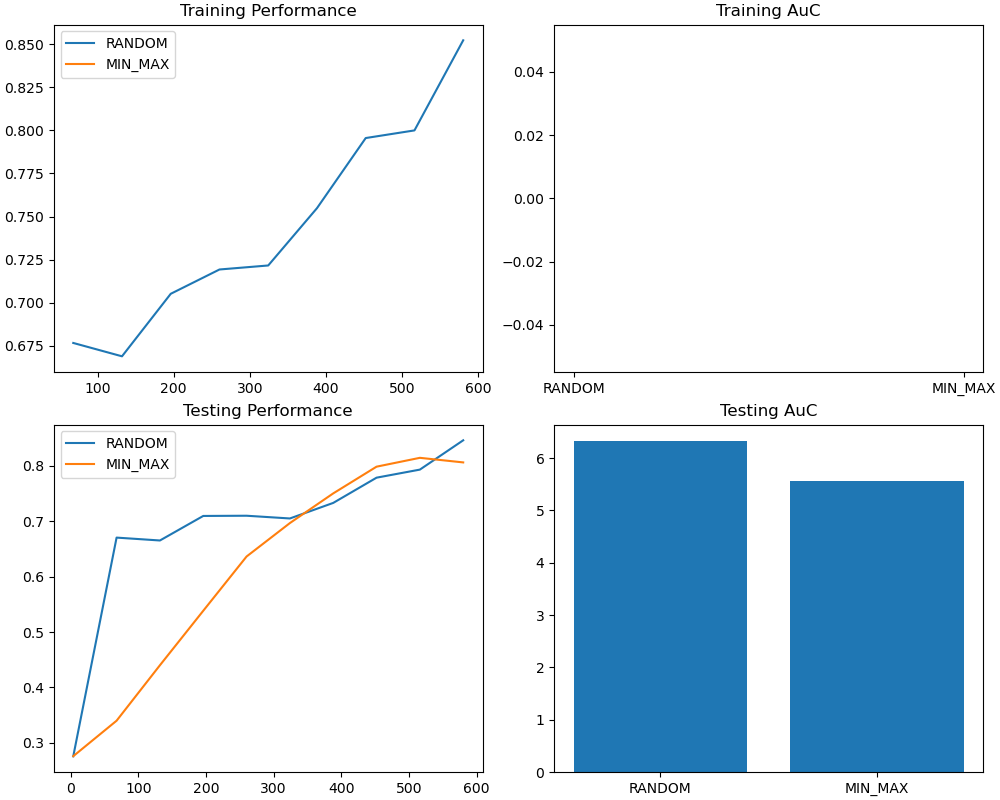 Training Performance
0.850
0.825
0.800
0.775
0.750
0.725
0.700
0.675
RANDOM
MIN_MAX
100 200 300 400 500 600
Training AuC
0.04
0.02
0.00
−0.02
−0.04
RANDOM MIN_MAX
Testing Performance
0.8
0.7
0.6
0.5
0.4
0.3
RANDOM
MIN_MAX
0 100 200 300 400 500 600
Testing AuC
6
5
4
3
2
1
0
RANDOM MIN_MAX